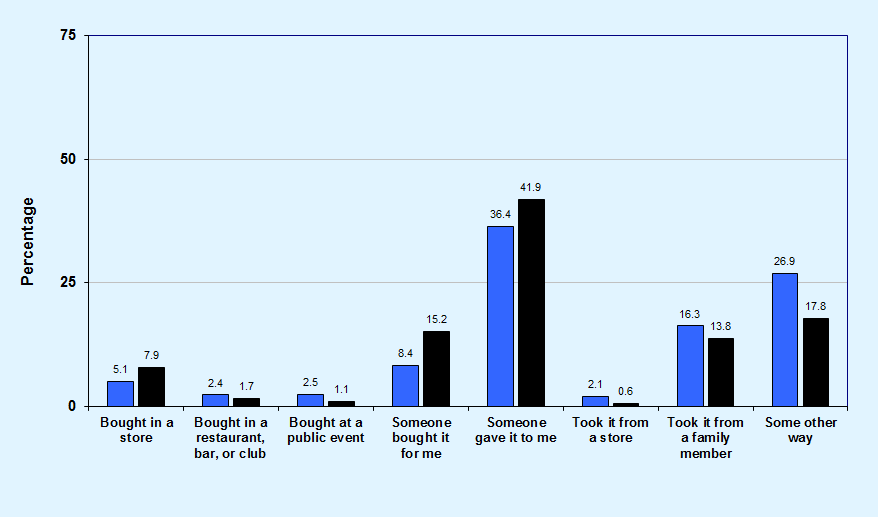 75
50
25
0
Percentage
5.1
7.9
2.4
1.7
2.5
1.1
8.4
15.2
36.4
41.9
2.1
0.6
16.3
13.8
26.9
17.8
Bought in a
store
Bought in a
restaurant,
bar, or club
Bought at a
public event
Someone
bought it
for me
Someone
gave it to me
Took it from
a store
Took it from
a family
member
Some other
way